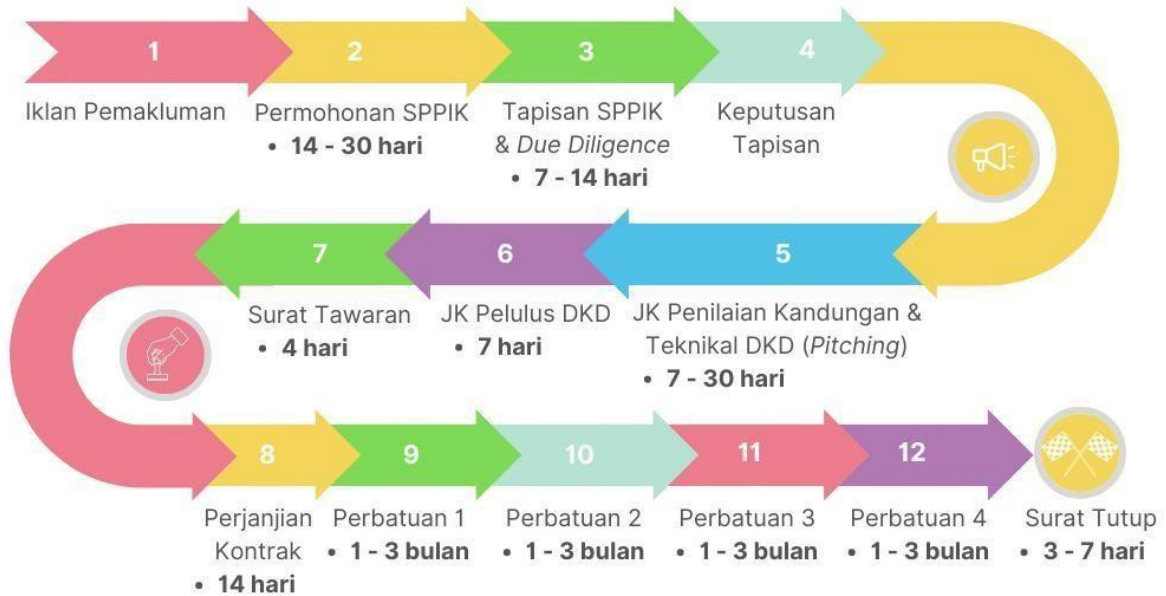 1
Iklan Pemakluman
2
Permohonan SPPIK
• 14 - 30 hari
3
Tapisan SPPIK
& Due Diligence
• 7 - 14 hari
4
Keputusan
Tapisan
5
JK Penilaian Kandungan &
Teknikal DKD (Pitching)
• 7 - 30 hari
6
JK Pelulus DKD
• 7 hari
7
Surat Tawaran
• 4 hari
8
Perjanjian
Kontrak
• 14 hari
9
Perbatuan 1
• 1 - 3 bulan
10
Perbatuan 2
• 1 - 3 bulan
11
Perbatuan 3
• 1 - 3 bulan
12
Perbatuan 4
• 1 - 3 bulan
Surat Tutup
• 3 - 7 hari